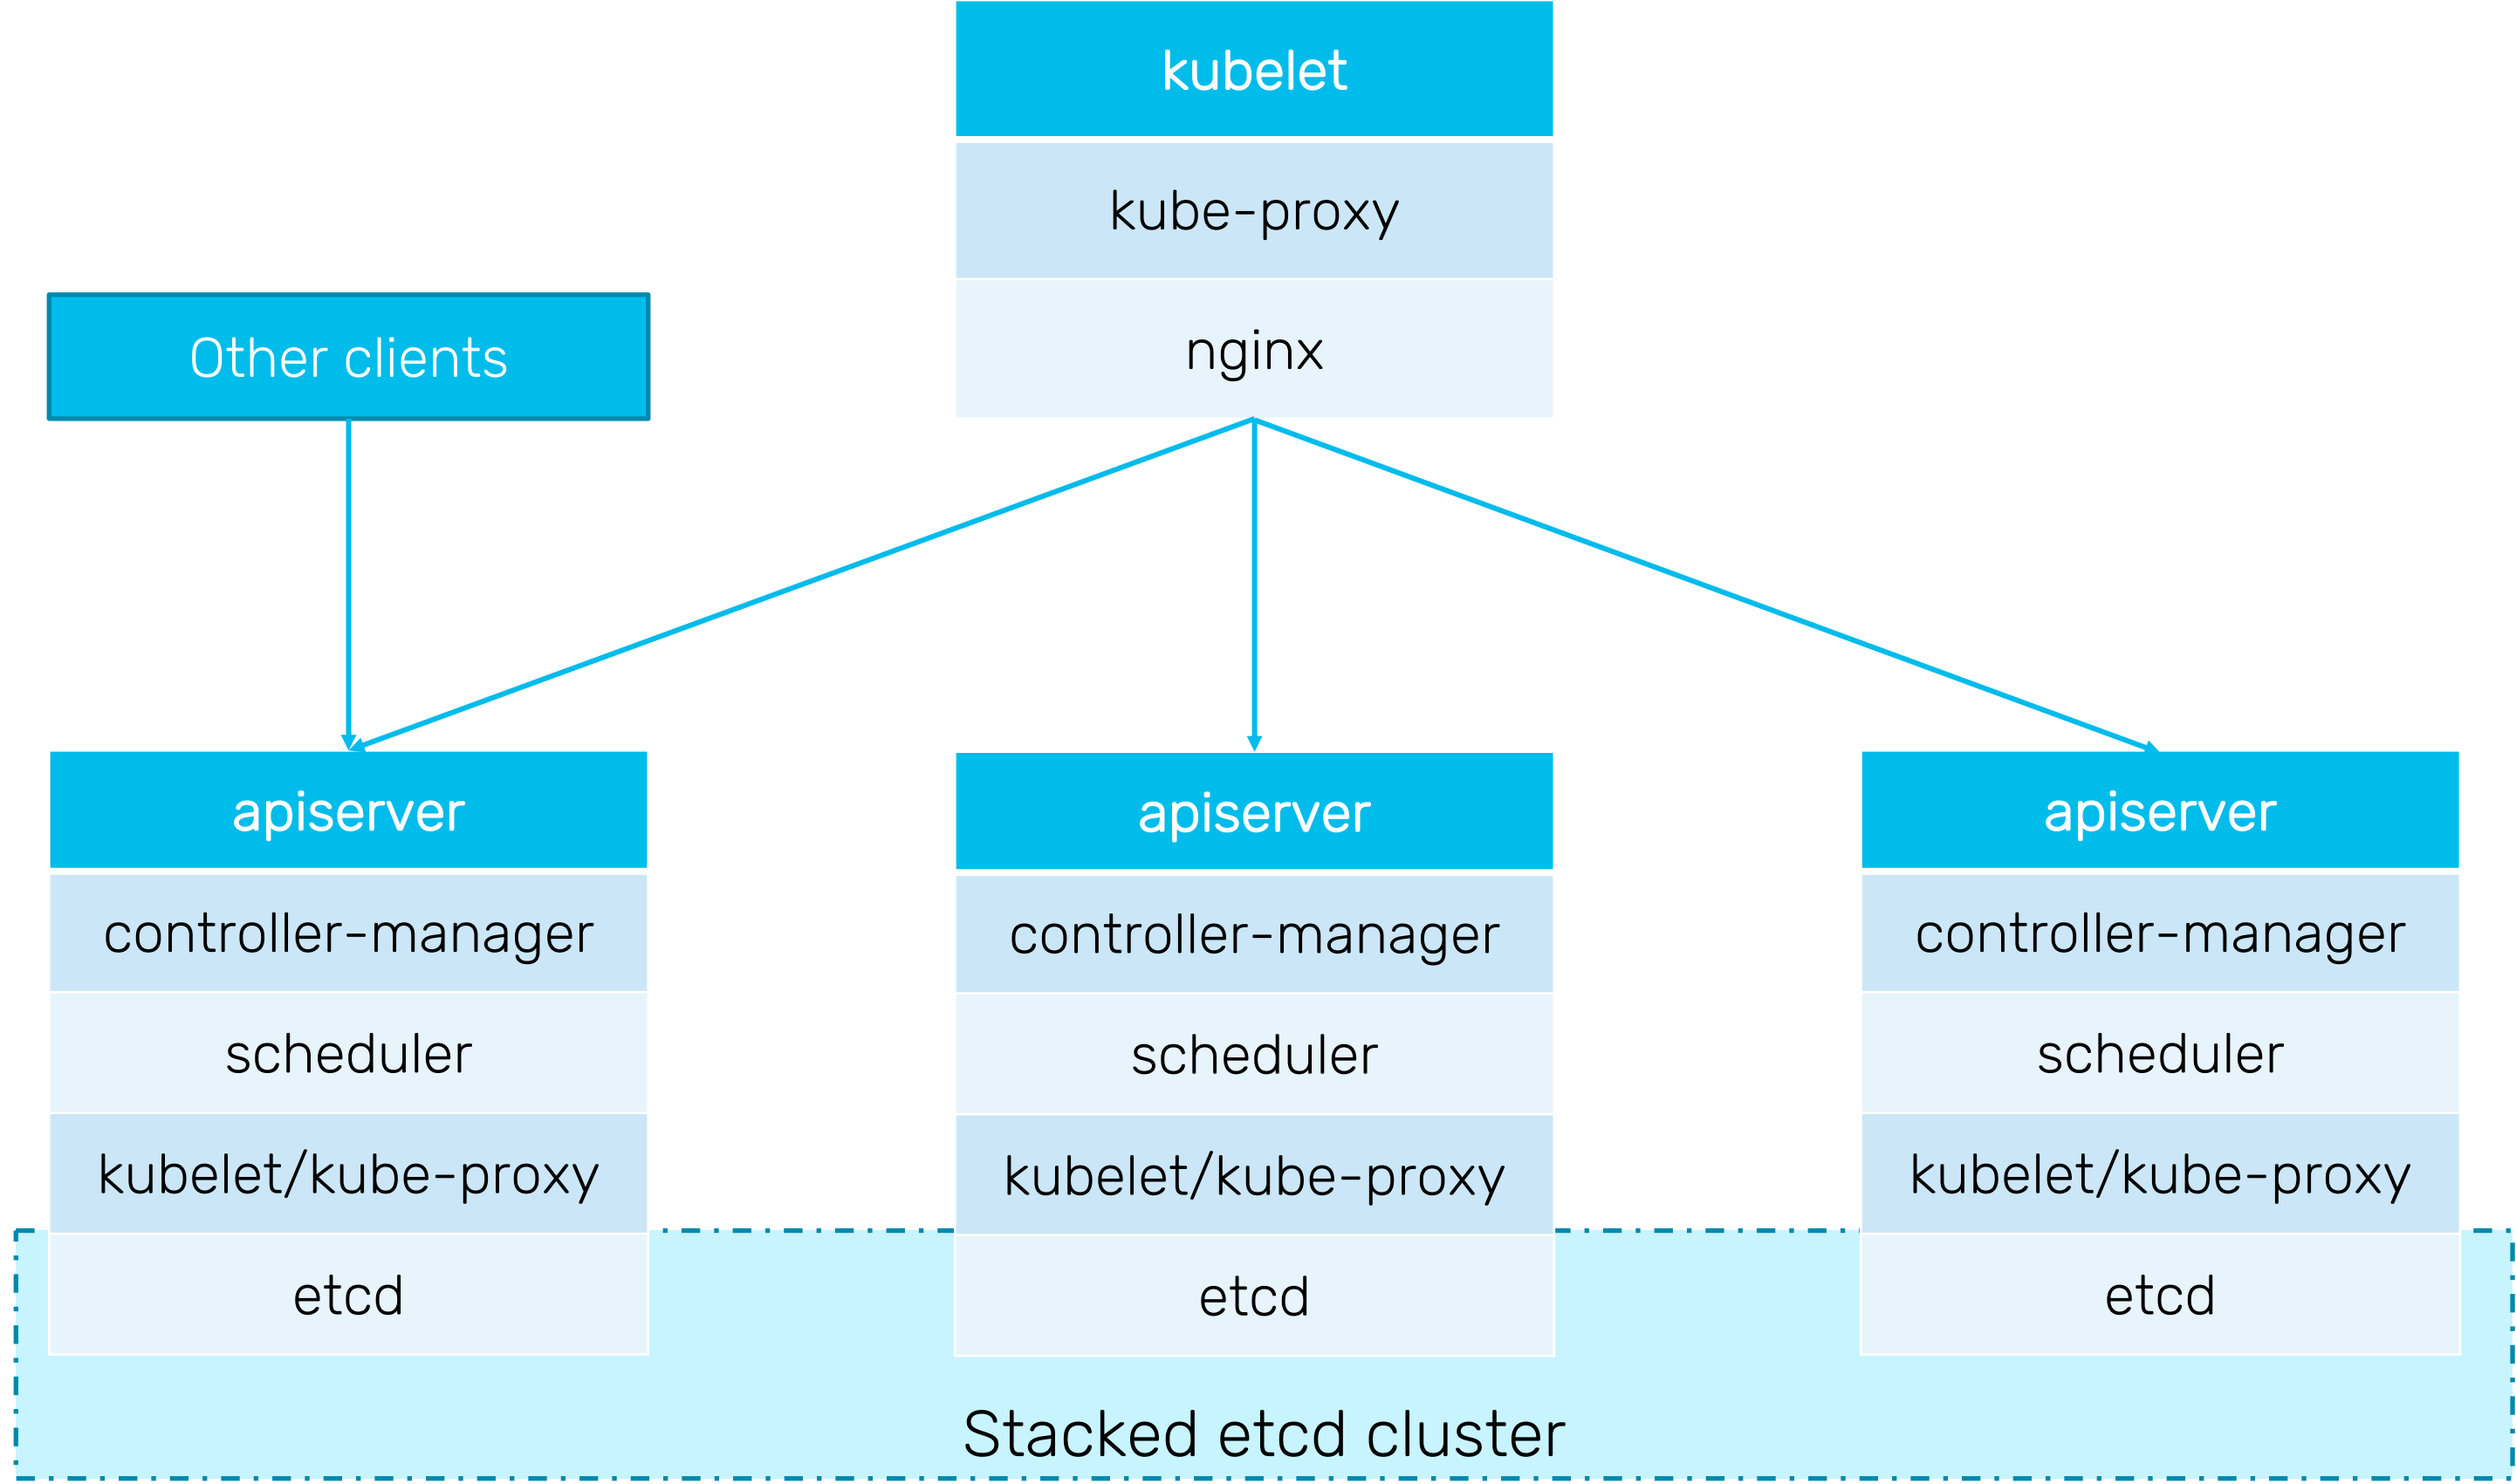 kubelet
kube-proxy
nginx
Other clients
apiserver
controller-manager
scheduler
kubelet/kube-proxy
etcd
apiserver
controller-manager
scheduler
kubelet/kube-proxy
etcd
apiserver
controller-manager
scheduler
kubelet/kube-proxy
etcd
Stacked etcd cluster